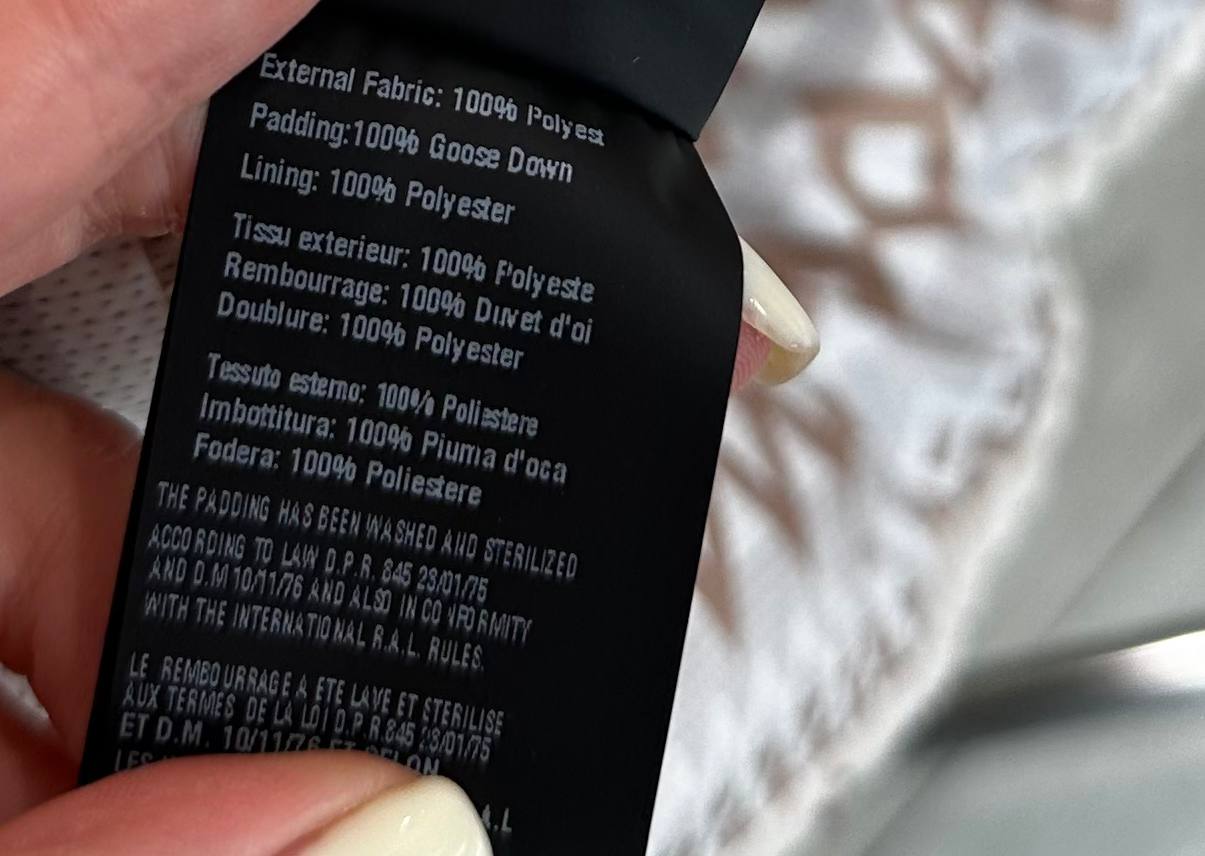 External Fabric: 100% Polyest
Padding:100% Goose Down
Lining: 100% Polyester
Tissu exterieur: 100% Polyeste
Rembourrage: 100% Duvet d'oi
Doublure: 100% Polyester
Tessuto esterno: 100% Poliestere
Imbottitura: 100% Piuma d'oca
Fodera: 100% Poliestere
THE PADDING HAS BEEN WASHED AND STERILIZED
ACCORDING TO LAW D.P.R. 845 23/01/75
AND D.M 10/11/76 AND ALSO IN CONFORMITY
WITH THE INTERNATIONAL R.A.L. RULES.
LE REMBOURRAGE A ETE LAVE ET STERILISE
AUX TERMES DE LA LOI D.P.R.845 23/01/75
ET D.M. 10/11/76 ET SELON
LES
A.L